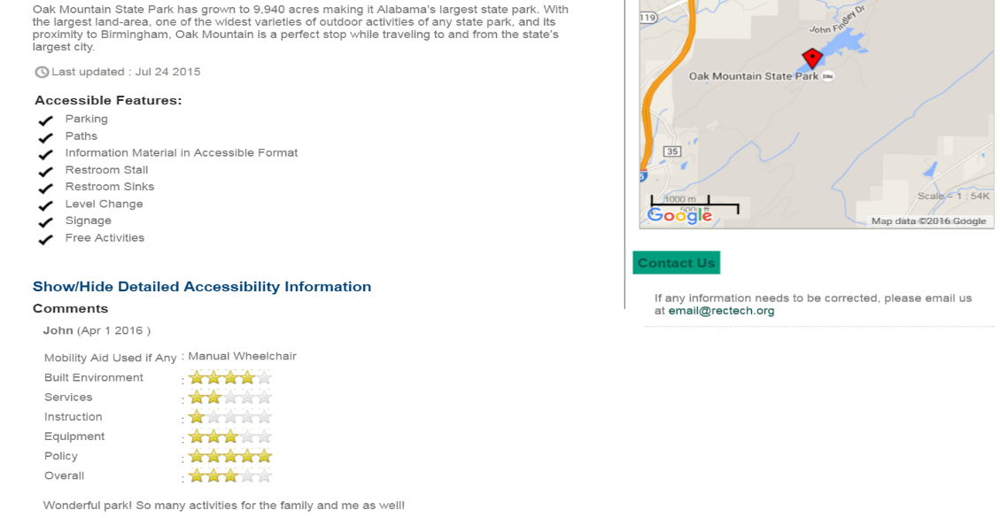 Oak Mountain State Park has grown to 9,940 acres making it Alabama's largest state park. With
the largest land-area, one of the widest varieties of outdoor activities of any state park, and its
proximity to Birmingham, Oak Mountain is a perfect stop while traveling to and from the state's
largest city.
Last updated : Jul 24 2015
Accessible Features:
Parking
Paths
Information Material in Accessible Format
Restroom Stall
Restroom Sinks
Level Change
Signage
Free Activities
Show/Hide Detailed Accessibility Information
Comments
John (Apr 1 2016 )
Mobility Aid Used if Any : Manual Wheelchair
Built Environment :
Services :
Instruction :
Equipment :
Policy :
Overall :
Wonderful park! So many activities for the family and me as well!
119
John Findley Dr
Oak Mountain State Park
35
5
1000 m
500 ft
Scale = 1 : 54K
Google
Map data ©2016 Google
Contact Us
If any information needs to be corrected, please email us
at email@rectech.org